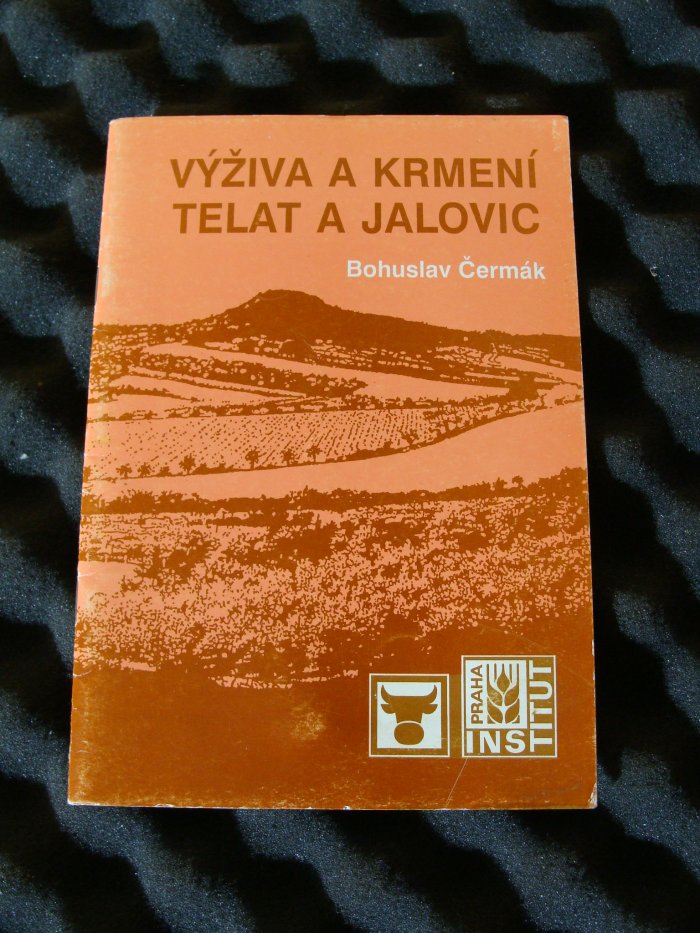 VÝŽIVA A KRMENÍ
TELAT A JALOVIC
Bohuslav Čermák
PRAHA
INSTITUT